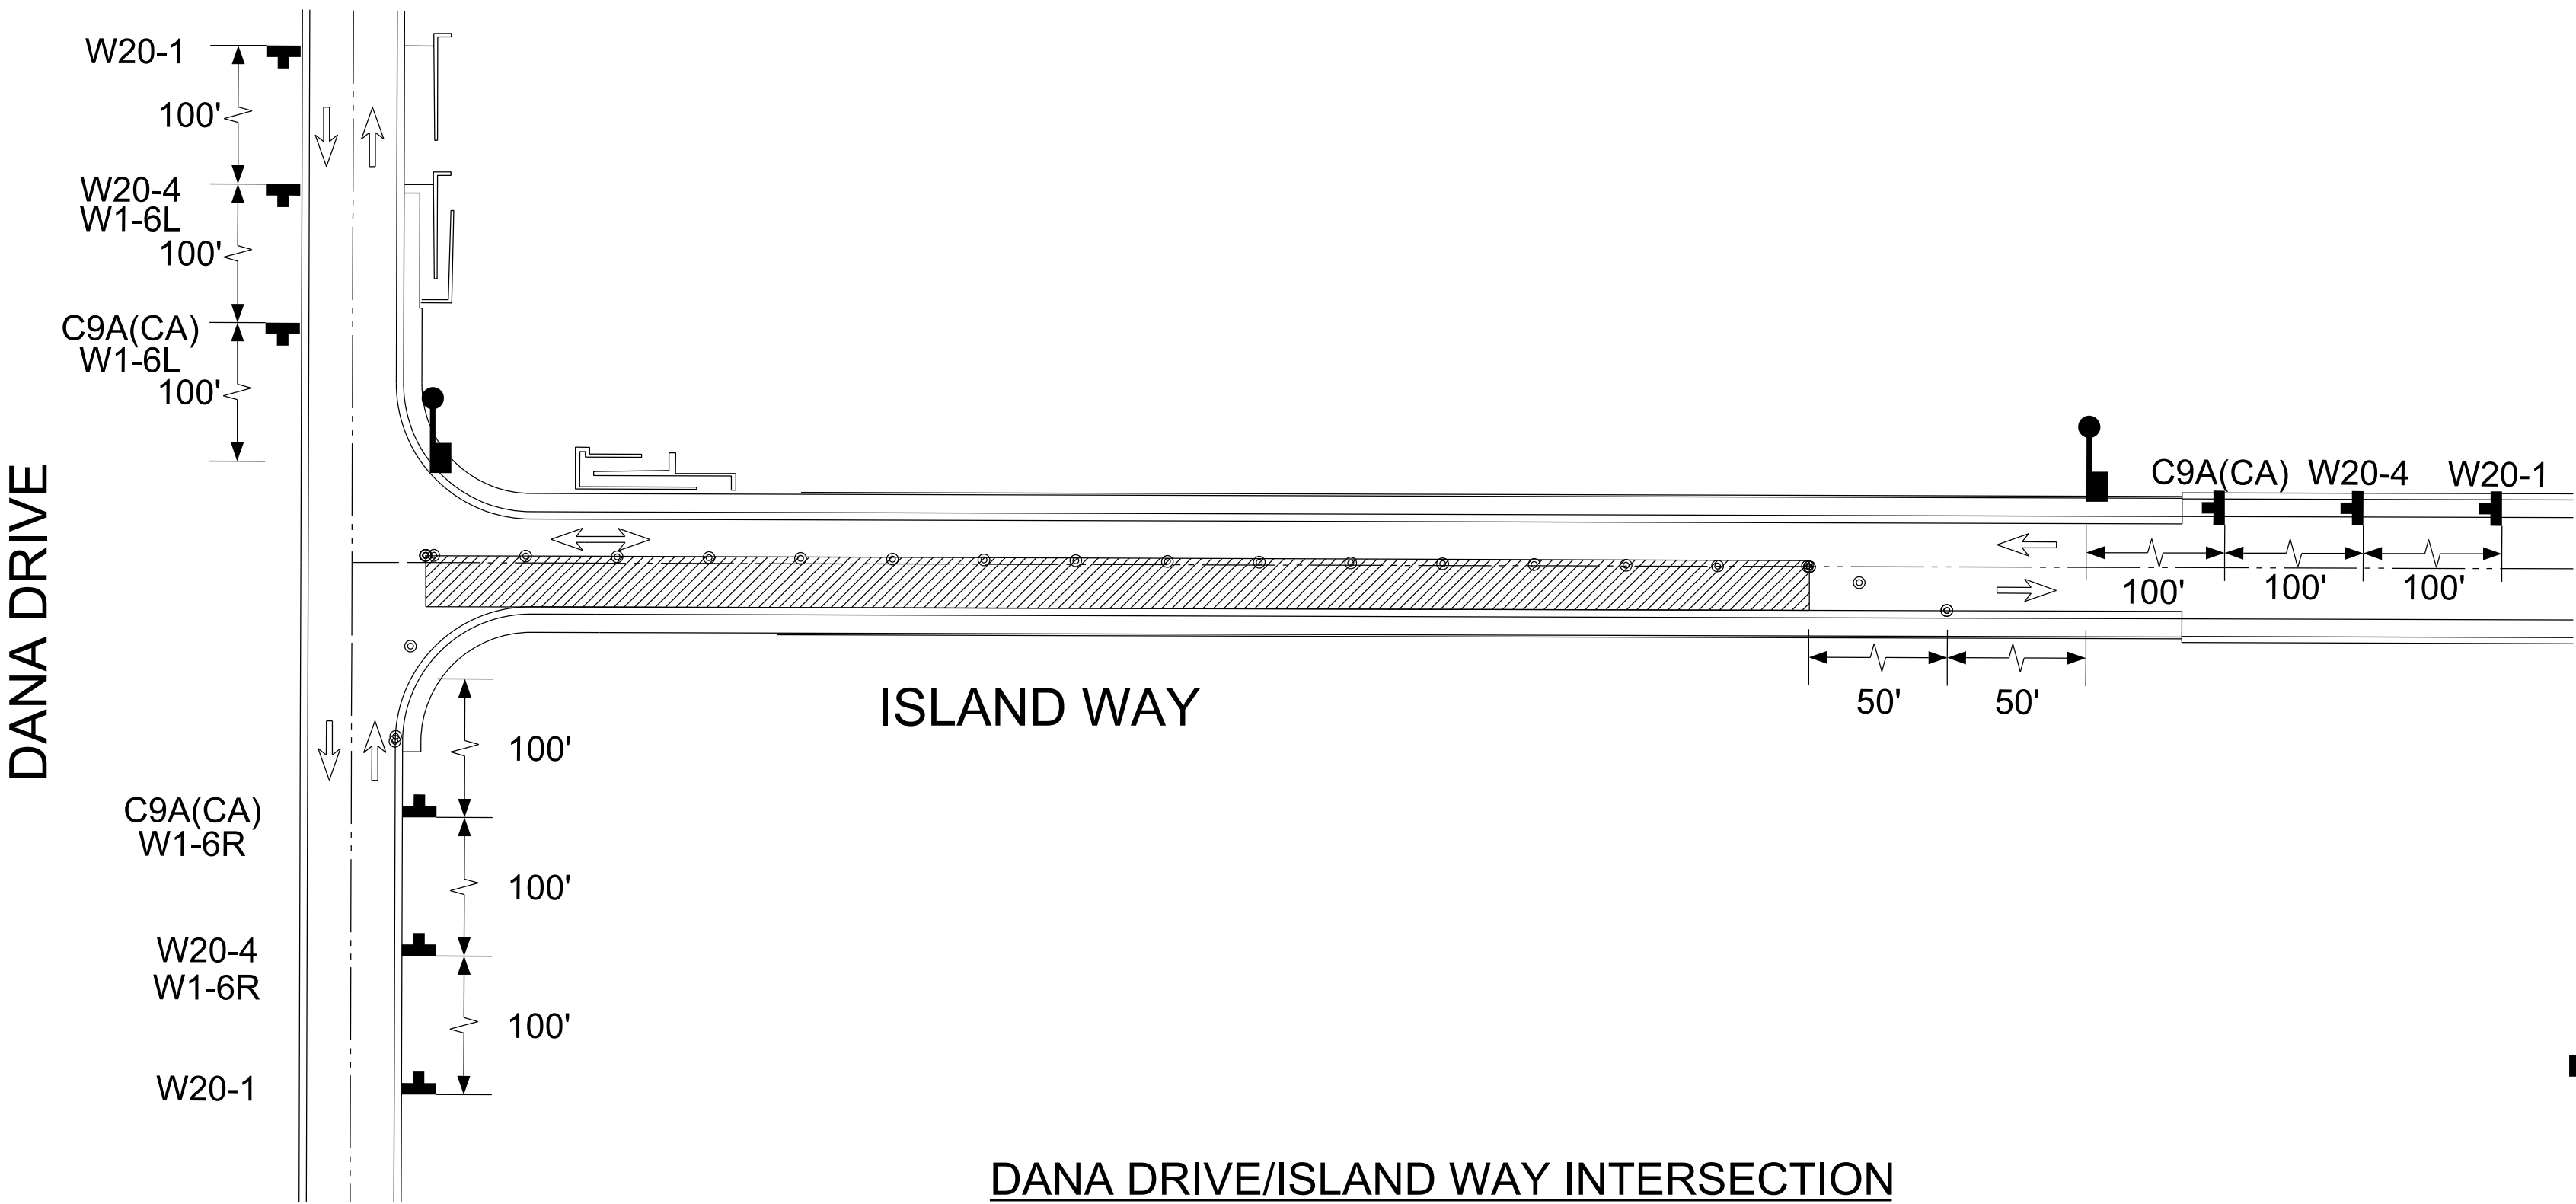 W20-1
100'
W20-4
W1-6L
100'
C9A(CA)
W1-6L
100'
DANA DRIVE
C9A(CA) W20-4 W20-1
100' 100' 100'
50' 50'
ISLAND WAY
100'
C9A(CA)
W1-6R
100'
W20-4
W1-6R
100'
W20-1
DANA DRIVE/ISLAND WAY INTERSECTION